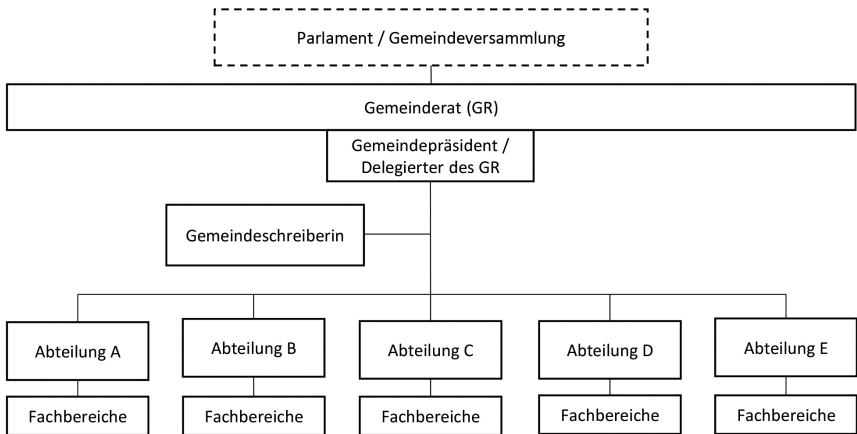 Parlament / Gemeindeversammlung
Gemeinderat (GR)
Gemeindepräsident /
Delegierter des GR
Gemeindeschreiberin
Abteilung A
Abteilung B
Abteilung C
Abteilung D
Abteilung E
Fachbereiche
Fachbereiche
Fachbereiche
Fachbereiche
Fachbereiche